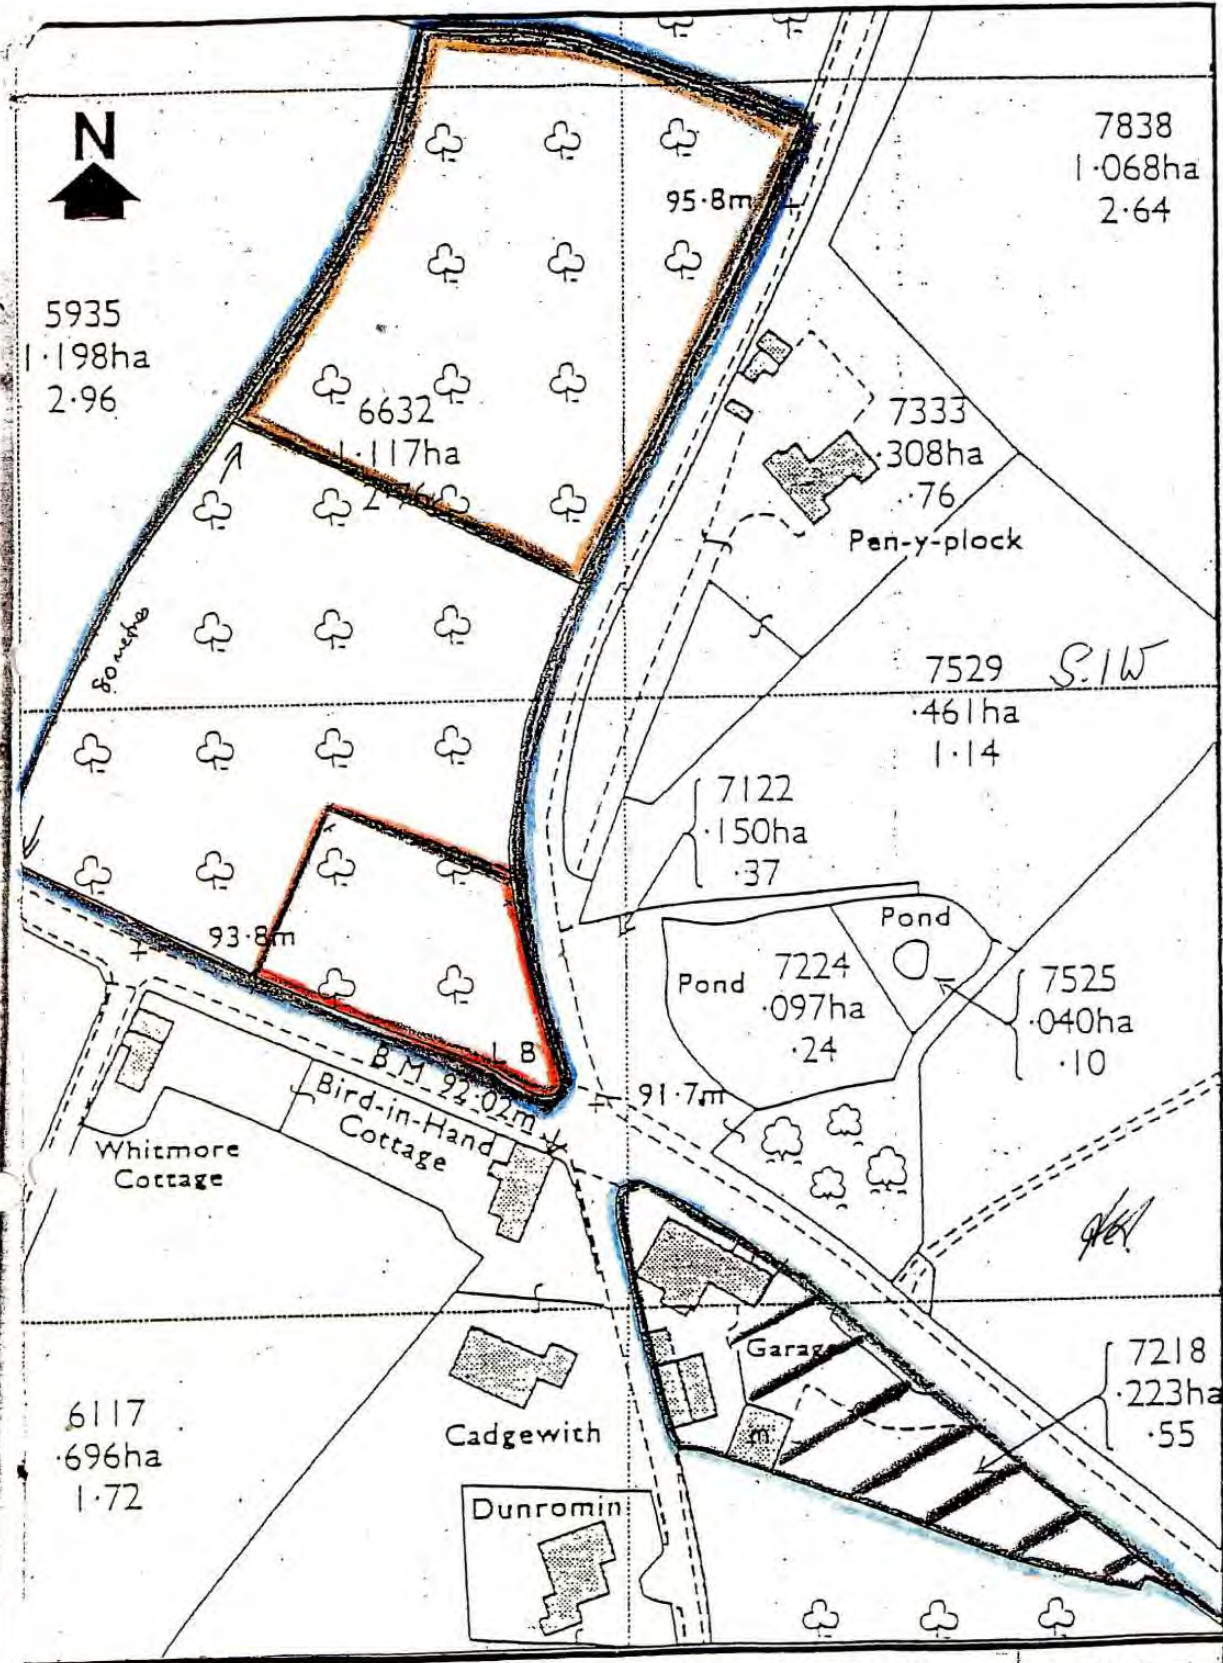 N
7838
1·068ha
2·64
95·8m
5935
1·198ha
2·96
6632
1·117ha
2·76
7333
·308ha
·76
Pen-y-plock
80 metres
7529
·461ha
1·14
S.I.W
7122
·150ha
·37
93·8m
Pond
Pond
7224
·097ha
·24
7525
·040ha
·10
L B
B M 92·02m
91·7m
Bird-in-Hand
Cottage
Whitmore
Cottage
Garage
7218
·223ha
·55
m
6117
·696ha
1·72
Cadgewith
Dunromin